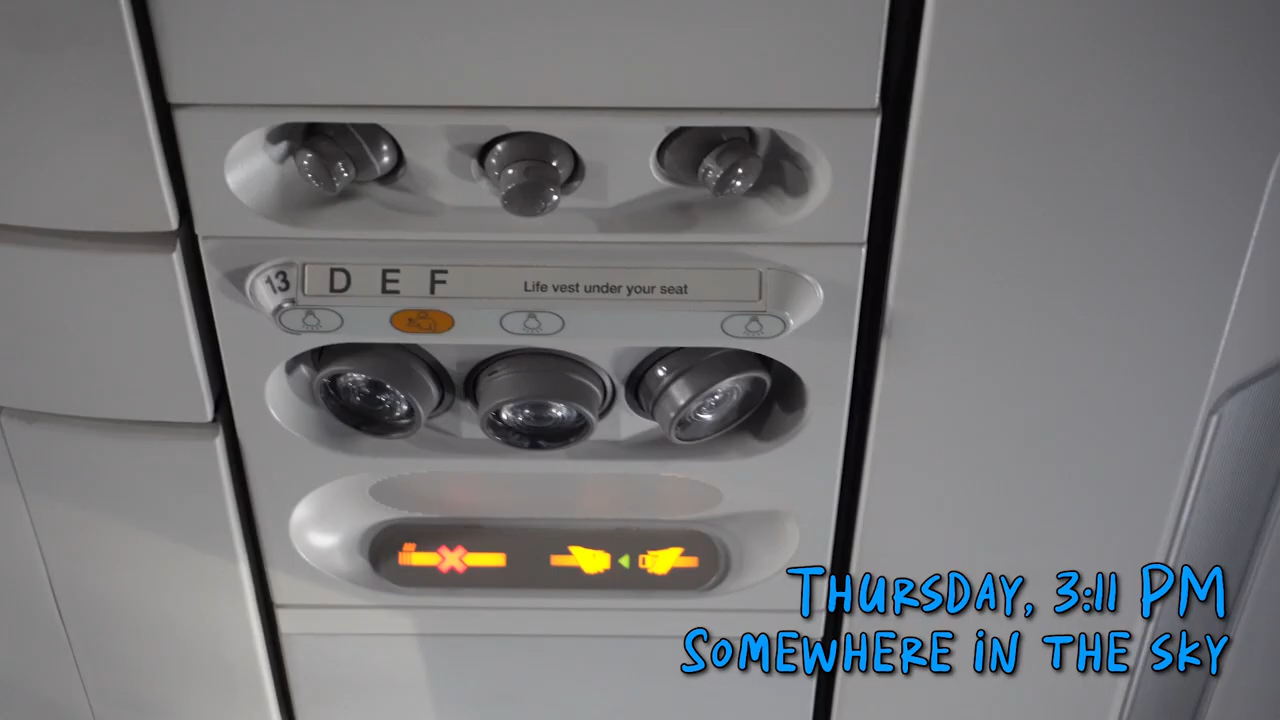 13 D E F Life vest under your seat
THURSDAY, 3:11 PM
SOMEWHERE IN THE SKY